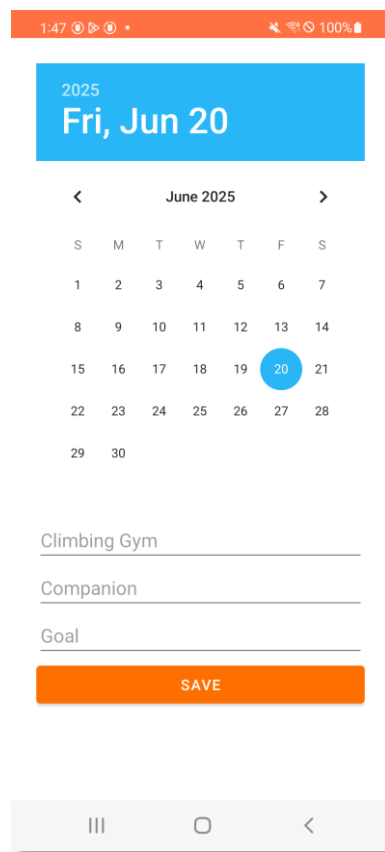 1:47 100%
2025
Fri, Jun 20
June 2025
S M T W T F S
1 2 3 4 5 6 7
8 9 10 11 12 13 14
15 16 17 18 19 20 21
22 23 24 25 26 27 28
29 30
Climbing Gym
Companion
Goal
SAVE